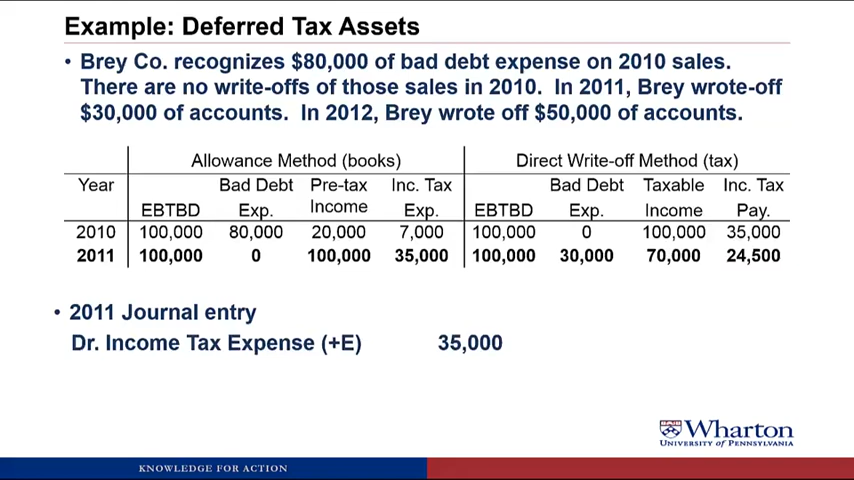 Example: Deferred Tax Assets
• Brey Co. recognizes $80,000 of bad debt expense on 2010 sales.
There are no write-offs of those sales in 2010. In 2011, Brey wrote-off
$30,000 of accounts. In 2012, Brey wrote off $50,000 of accounts.
Allowance Method (books) Direct Write-off Method (tax)
Year Bad Debt Pre-tax Inc. Tax Bad Debt Taxable Inc. Tax
EBTBD Exp. Income Exp. EBTBD Exp. Income Pay.
2010 100,000 80,000 20,000 7,000 100,000 0 100,000 35,000
2011 100,000 0 100,000 35,000 100,000 30,000 70,000 24,500
• 2011 Journal entry
Dr. Income Tax Expense (+E) 35,000
Wharton
UNIVERSITY of PENNSYLVANIA
KNOWLEDGE FOR ACTION